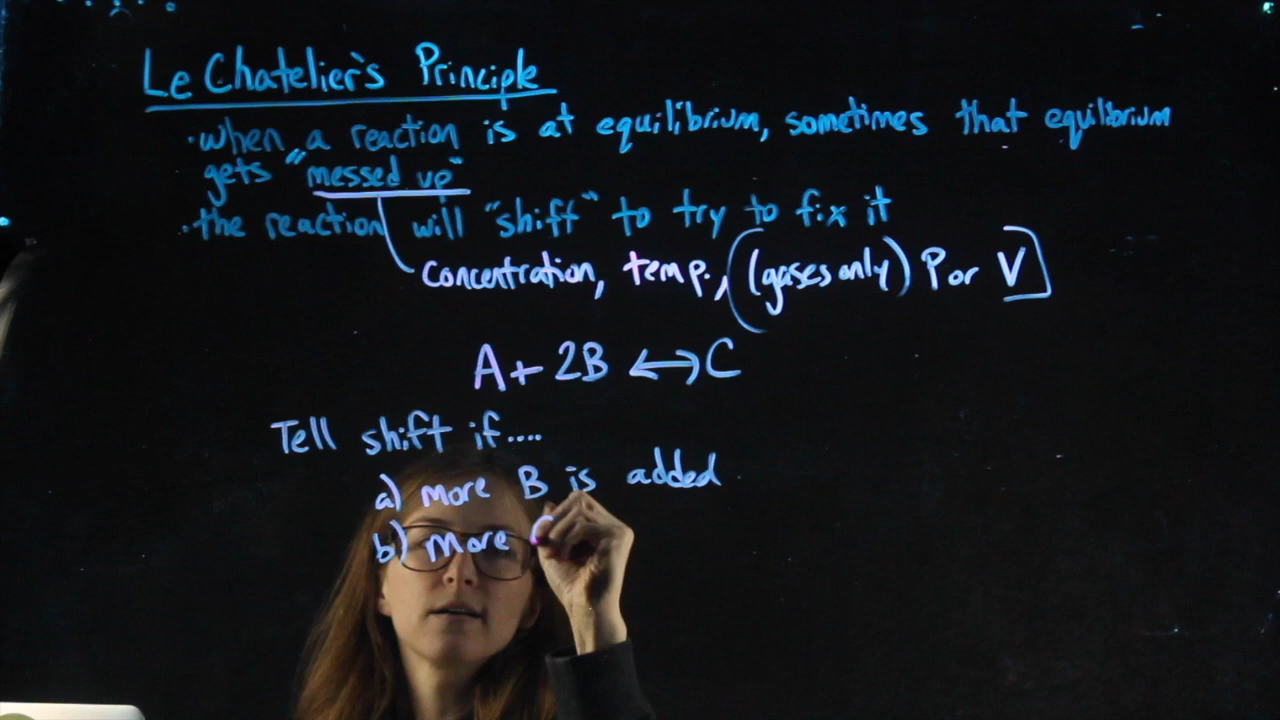 Le Chatelier's Principle
·when a reaction is at equilibrium, sometimes that equilibrium
gets "messed up"
·the reaction will "shift" to try to fix it
concentration, temp., [(gases only) P or V]
A + 2B ⟷ C
Tell shift if....
a) more B is added
b) more C